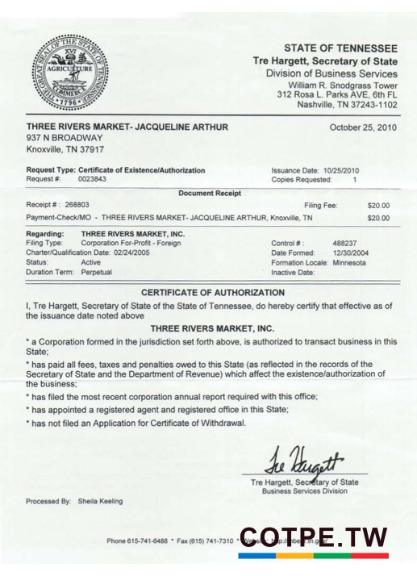 STATE OF TENNESSEE
Tre Hargett, Secretary of State
Division of Business Services
William R. Snodgrass Tower
312 Rosa L. Parks AVE, 6th FL
Nashville, TN 37243-1102
THREE RIVERS MARKET- JACQUELINE ARTHUR
October 25, 2010
937 N BROADWAY
Knoxville, TN 37917
Request Type: Certificate of Existence/Authorization
Issuance Date: 10/25/2010
Request #: 0023843
Copies Requested: 1
Document Receipt
Receipt # : 268803
Filing Fee: $20.00
Payment-Check/MO - THREE RIVERS MARKET- JACQUELINE ARTHUR, Knoxville, TN $20.00
Regarding: THREE RIVERS MARKET, INC.
Filing Type: Corporation For-Profit - Foreign
Control # : 488237
Charter/Qualification Date: 02/24/2005
Date Formed: 12/30/2004
Status: Active
Formation Locale: Minnesota
Duration Term: Perpetual
Inactive Date:
CERTIFICATE OF AUTHORIZATION
I, Tre Hargett, Secretary of State of the State of Tennessee, do hereby certify that effective as of
the issuance date noted above
THREE RIVERS MARKET, INC.
* a Corporation formed in the jurisdiction set forth above, is authorized to transact business in this
State;
* has paid all fees, taxes and penalties owed to this State (as reflected in the records of the
Secretary of State and the Department of Revenue) which affect the existence/authorization of
the business;
* has filed the most recent corporation annual report required with this office;
* has appointed a registered agent and registered office in this State;
* has not filed an Application for Certificate of Withdrawal.
Tre Hargett
Tre Hargett, Secretary of State
Business Services Division
Processed By: Sheila Keeling
Phone 615-741-6488 * Fax (615) 741-7310 *
COTPE.TW